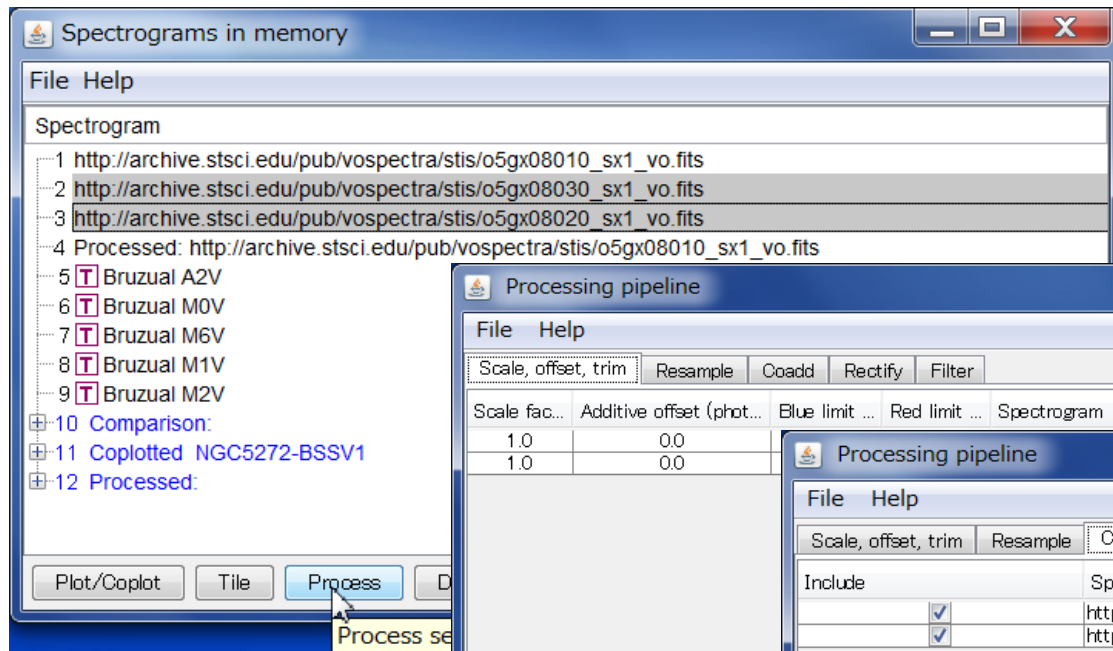 Spectrograms in memory
File Help
Spectrogram
1 http://archive.stsci.edu/pub/vospectra/stis/o5gx08010_sx1_vo.fits
2 http://archive.stsci.edu/pub/vospectra/stis/o5gx08030_sx1_vo.fits
3 http://archive.stsci.edu/pub/vospectra/stis/o5gx08020_sx1_vo.fits
4 Processed: http://archive.stsci.edu/pub/vospectra/stis/o5gx08010_sx1_vo.fits
5 T Bruzual A2V
6 T Bruzual M0V
7 T Bruzual M6V
8 T Bruzual M1V
9 T Bruzual M2V
10 Comparison:
11 Coplotted NGC5272-BSSV1
12 Processed:
Plot/Coplot Tile Process D
Process se
Processing pipeline
File Help
Scale, offset, trim Resample Coadd Rectify Filter
Scale fac... Additive offset (phot... Blue limit ... Red limit ... Spectrogram
1.0 0.0
1.0 0.0
Processing pipeline
File Help
Scale, offset, trim Resample C
Include Sp
http
http